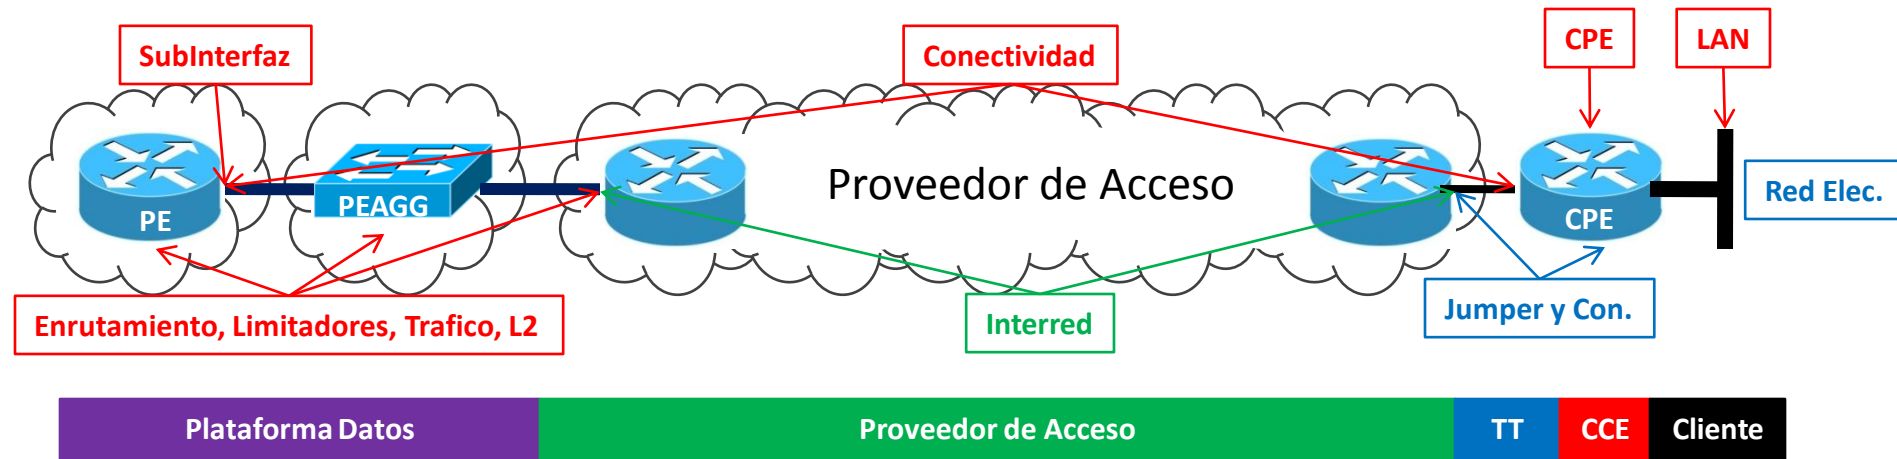 SubInterfaz
Conectividad
CPE
LAN
Proveedor de Acceso
PE
PEAGG
CPE
Red Elec.
Enrutamiento, Limitadores, Trafico, L2
Interred
Jumper y Con.
Plataforma Datos
Proveedor de Acceso
TT
CCE
Cliente